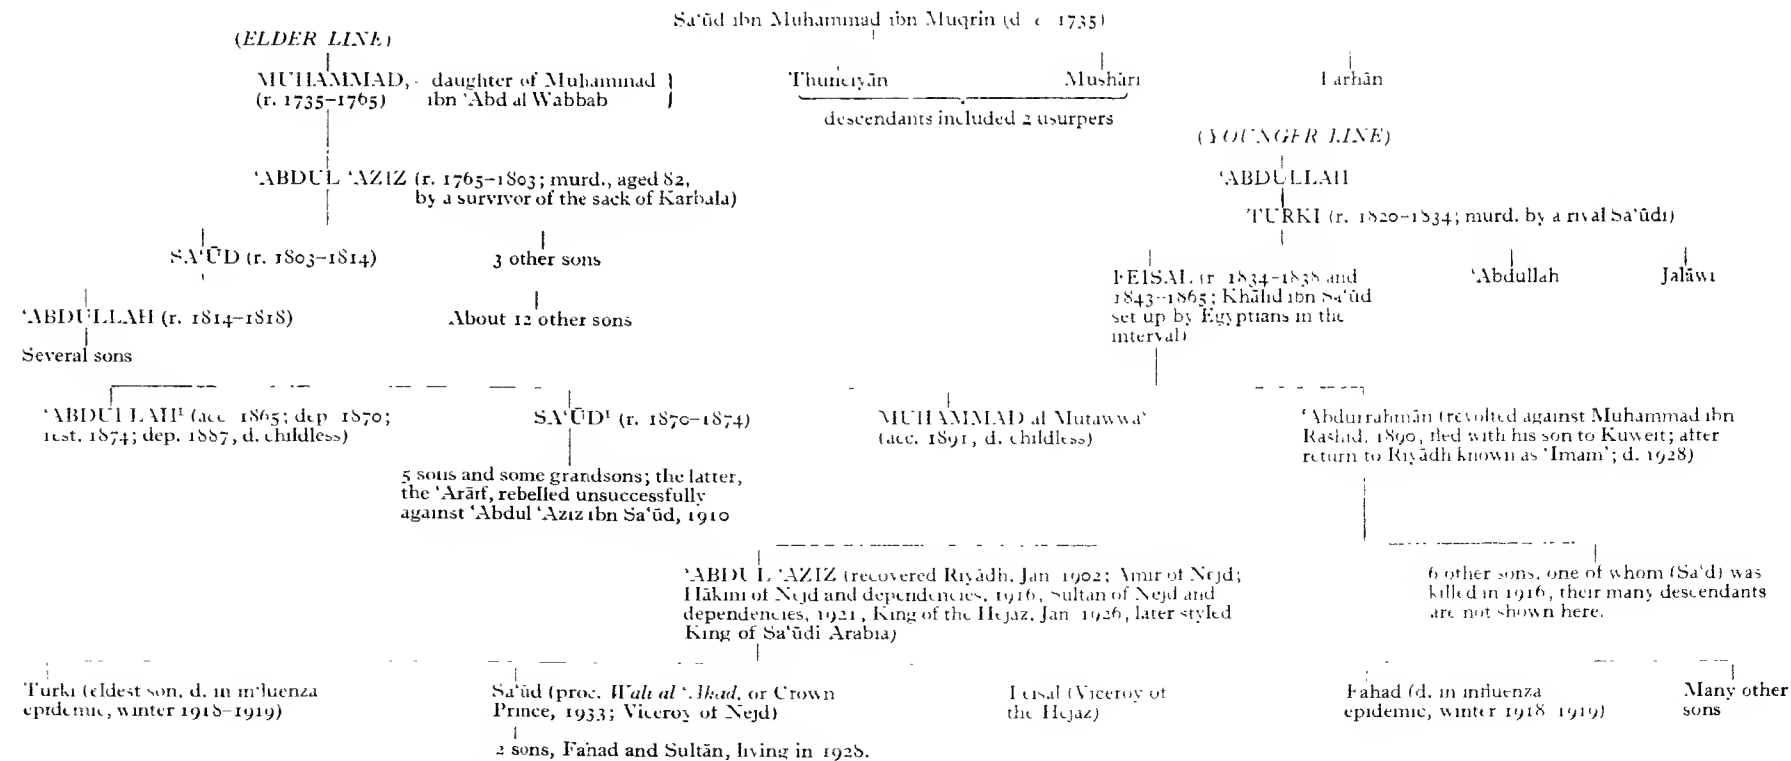 Sa‘ūd ibn Muhammad ibn Muqrin (d c 1735)
(ELDER LINE)
MUHAMMAD, - daughter of Muhammad
(r. 1735–1765) ibn ‘Abd al Wahhab
Thuneiyān
Mushāri
Farhān
descendants included 2 usurpers
(YOUNGER LINE)
‘ABDUL ‘AZIZ (r. 1765–1803; murd., aged 82,
by a survivor of the sack of Karbala)
‘ABDULLAH
TURKI (r. 1820–1834; murd. by a rival Sa‘ūdi)
SA‘ŪD (r. 1803–1814)
3 other sons
FEISAL (r 1834–1838 and
1843–1865; Khālid ibn Sa‘ūd
set up by Egyptians in the
interval)
‘Abdullah
Jalāwi
‘ABDULLAH (r. 1814–1818)
About 12 other sons
Several sons
‘ABDULLAH¹ (acc 1865; dep 1870;
rest. 1874; dep. 1887, d. childless)
SA‘ŪD¹ (r. 1870–1874)
MUHAMMAD al Mutawwa‘
(acc. 1891, d. childless)
‘Abdurrahmān (revolted against Muhammad ibn
Rashid, 1890, fled with his son to Kuweit; after
return to Riyādh known as ‘Imam’; d. 1928)
5 sons and some grandsons; the latter,
the ‘Arāif, rebelled unsuccessfully
against ‘Abdul ‘Aziz ibn Sa‘ūd, 1910
‘ABDUL ‘AZIZ (recovered Riyādh, Jan 1902; Amir of Nejd;
Hākim of Nejd and dependencies, 1916, Sultan of Nejd and
dependencies, 1921, King of the Hejaz, Jan 1926, later styled
King of Sa‘ūdi Arabia)
6 other sons, one of whom (Sa‘d) was
killed in 1916, their many descendants
are not shown here.
Turki (eldest son, d. in influenza
epidemic, winter 1918–1919)
Sa‘ūd (proc. Wali al ‘Ahad, or Crown
Prince, 1933; Viceroy of Nejd)
Feisal (Viceroy of
the Hejaz)
Fahad (d. in influenza
epidemic, winter 1918 1919)
Many other
sons
2 sons, Fahad and Sultān, living in 1928.